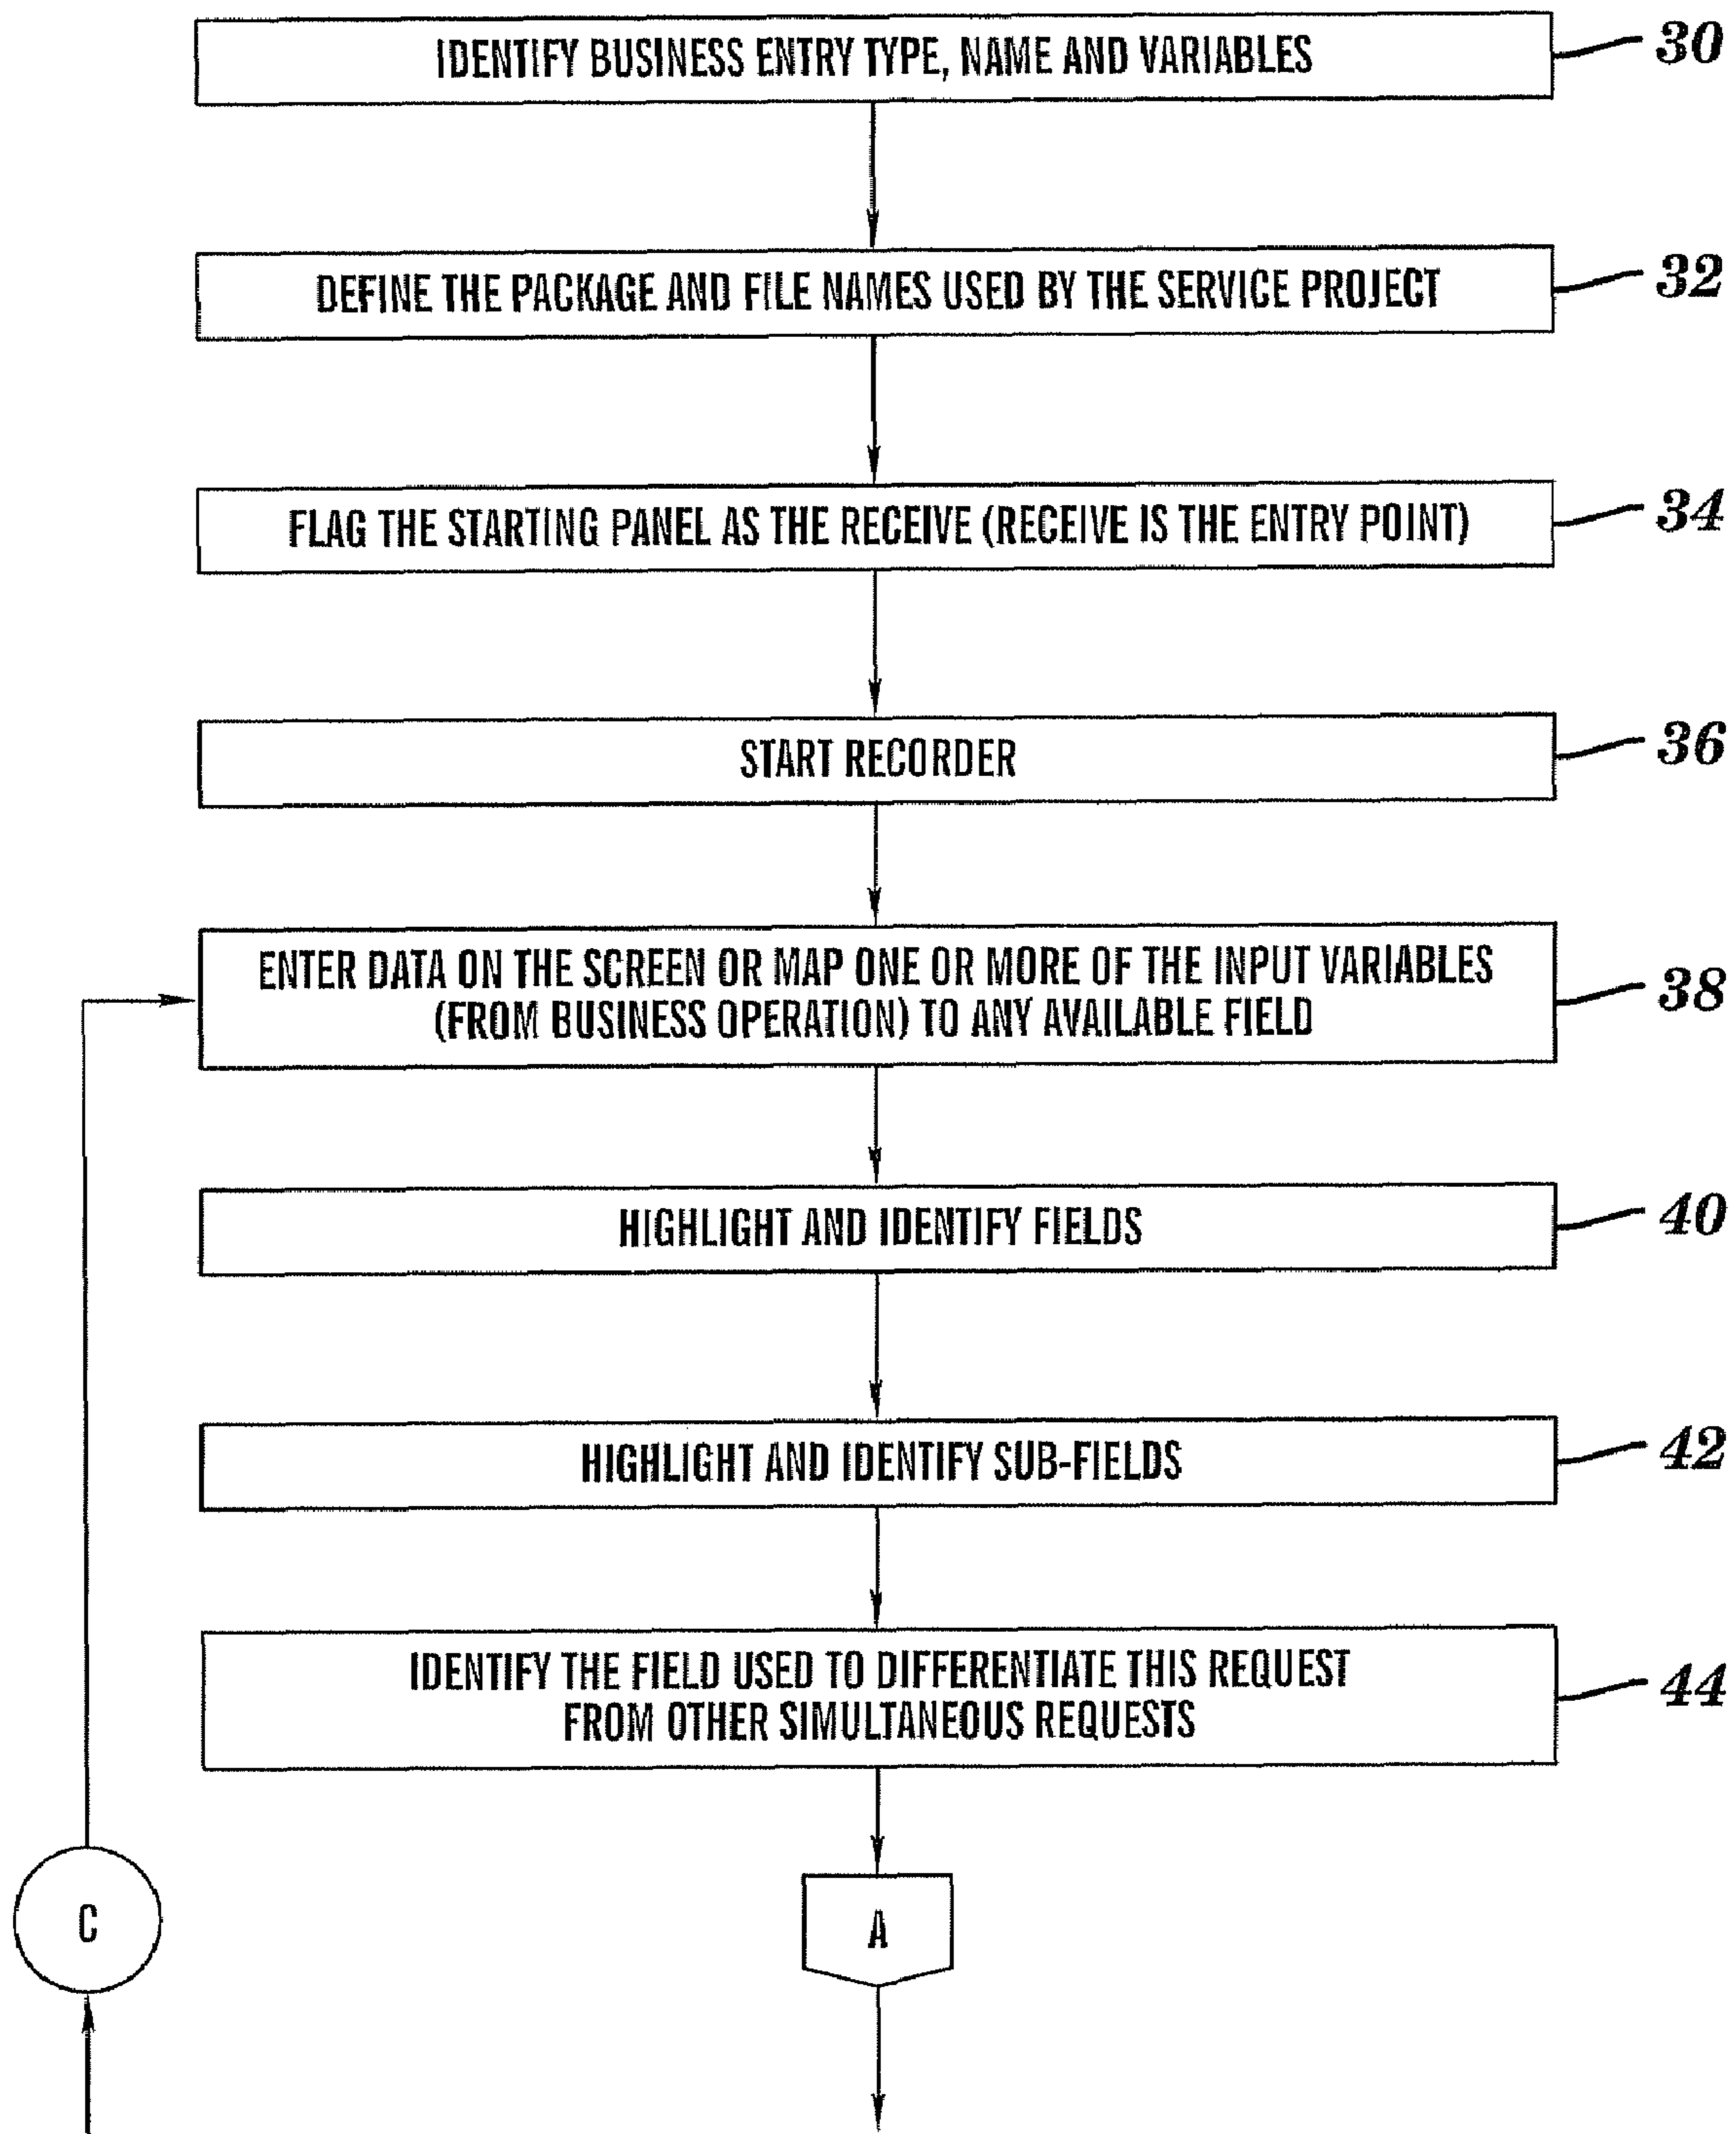 IDENTIFY BUSINESS ENTRY TYPE, NAME AND VARIABLES
30
DEFINE THE PACKAGE AND FILE NAMES USED BY THE SERVICE PROJECT
32
FLAG THE STARTING PANEL AS THE RECEIVE (RECEIVE IS THE ENTRY POINT)
34
START RECORDER
36
ENTER DATA ON THE SCREEN OR MAP ONE OR MORE OF THE INPUT VARIABLES
(FROM BUSINESS OPERATION) TO ANY AVAILABLE FIELD
38
HIGHLIGHT AND IDENTIFY FIELDS
40
HIGHLIGHT AND IDENTIFY SUB-FIELDS
42
IDENTIFY THE FIELD USED TO DIFFERENTIATE THIS REQUEST
FROM OTHER SIMULTANEOUS REQUESTS
44
C
A